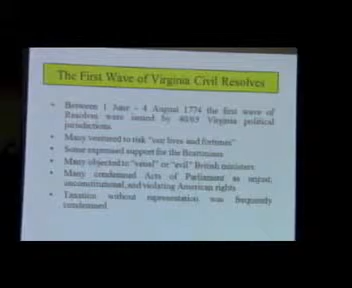 The First Wave of Virginia Civil Resolves
Between 1 June - 4 August 1774 the first wave of
Resolves were issued by 40/65 Virginia political
jurisdictions.
Many ventured to risk "our lives and fortunes"
Some expressed support for the Bostonians
Many objected to "venal" or "evil" British ministers
Many condemned Acts of Parliament as unjust,
unconstitutional, and violating American rights
Taxation without representation was frequently
condemned